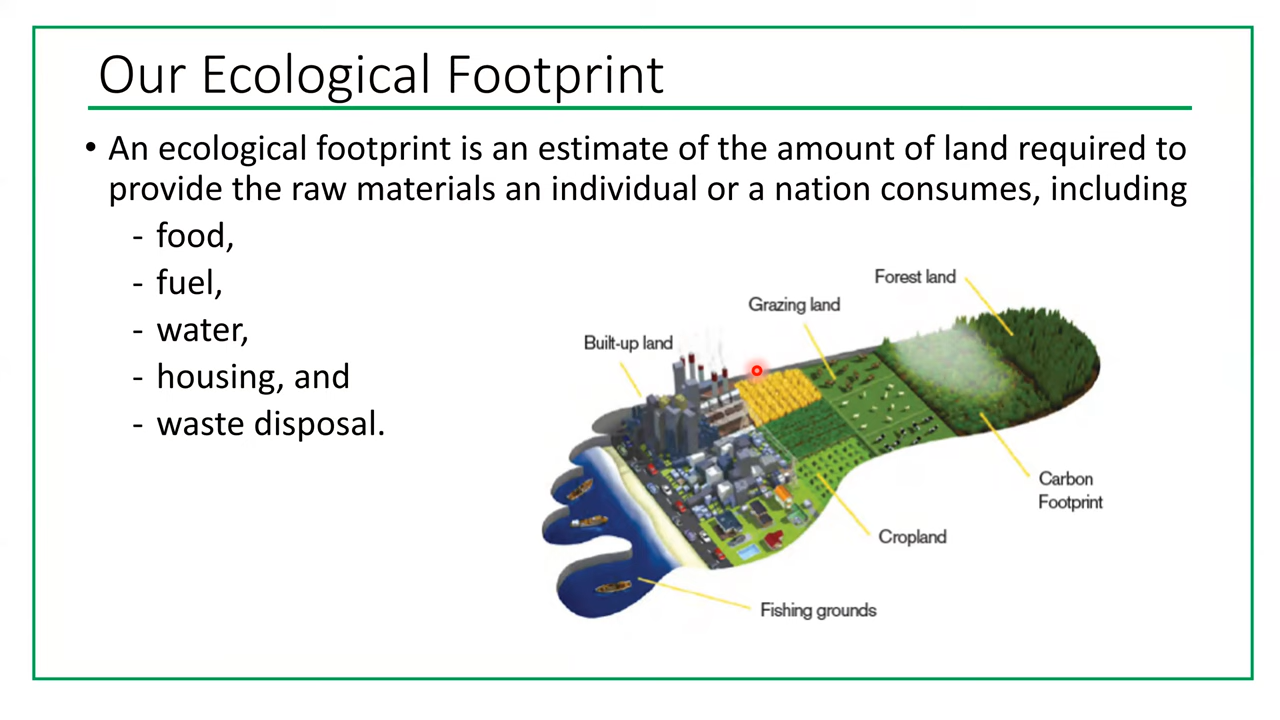 Our Ecological Footprint
• An ecological footprint is an estimate of the amount of land required to
provide the raw materials an individual or a nation consumes, including
- food,
- fuel,
- water,
- housing, and
- waste disposal.
Forest land
Grazing land
Built-up land
Carbon
Footprint
Cropland
Fishing grounds